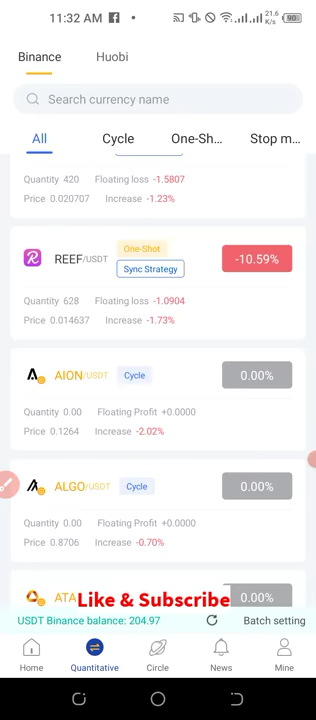 11:32 AM
21.6
K/s
90
Binance Huobi
Search currency name
All Cycle One-Sh... Stop m...
Quantity 420 Floating loss -1.5807
Price 0.020707 Increase -1.23%
REEF/USDT One-Shot Sync Strategy -10.59%
Quantity 628 Floating loss -1.0904
Price 0.014637 Increase -1.73%
AION/USDT Cycle 0.00%
Quantity 0.00 Floating Profit +0.0000
Price 0.1264 Increase -2.02%
ALGO/USDT Cycle 0.00%
Quantity 0.00 Floating Profit +0.0000
Price 0.8706 Increase -0.70%
ATA 0.00%
Like & Subscribe
USDT Binance balance: 204.97 Batch setting
Home Quantitative Circle News Mine